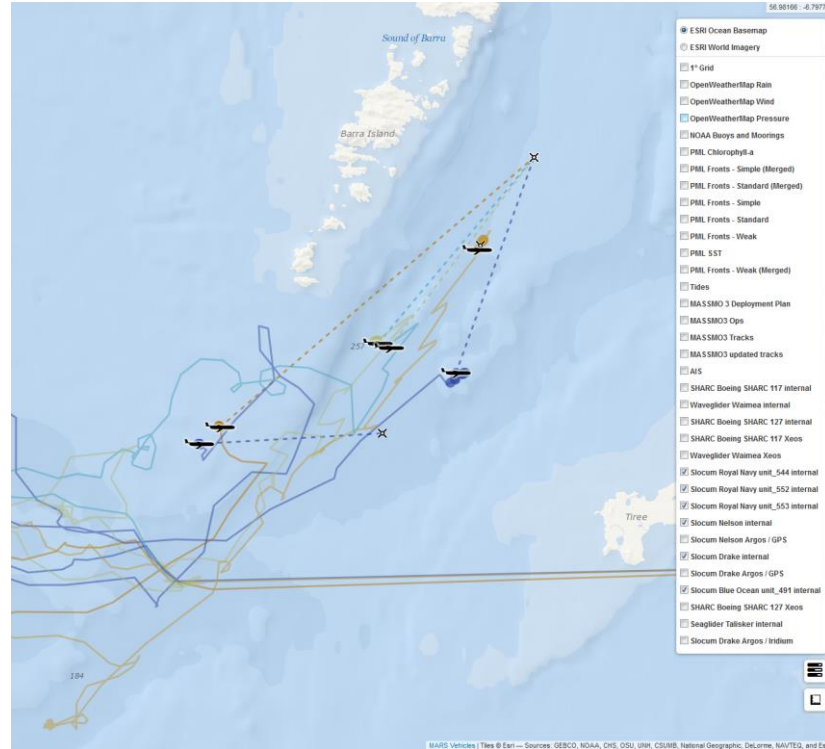 56.98166 : -6.7977
Sound of Barra
Barra Island
257
Tiree
184
ESRI Ocean Basemap
ESRI World Imagery
1° Grid
OpenWeatherMap Rain
OpenWeatherMap Wind
OpenWeatherMap Pressure
NOAA Buoys and Moorings
PML Chlorophyll-a
PML Fronts - Simple (Merged)
PML Fronts - Standard (Merged)
PML Fronts - Simple
PML Fronts - Standard
PML Fronts - Weak
PML SST
PML Fronts - Weak (Merged)
Tides
MASSMO 3 Deployment Plan
MASSMO3 Ops
MASSMO3 Tracks
MASSMO3 updated tracks
AIS
SHARC Boeing SHARC 117 internal
Waveglider Waimea internal
SHARC Boeing SHARC 127 internal
SHARC Boeing SHARC 117 Xeos
Waveglider Waimea Xeos
Slocum Royal Navy unit_544 internal
Slocum Royal Navy unit_552 internal
Slocum Royal Navy unit_553 internal
Slocum Nelson internal
Slocum Nelson Argos / GPS
Slocum Drake internal
Slocum Drake Argos / GPS
Slocum Blue Ocean unit_491 internal
SHARC Boeing SHARC 127 Xeos
Seaglider Talisker internal
Slocum Drake Argos / Iridium
MARS Vehicles | Tiles © Esri — Sources: GEBCO, NOAA, CHS, OSU, UNH, CSUMB, National Geographic, DeLorme, NAVTEQ, and Es